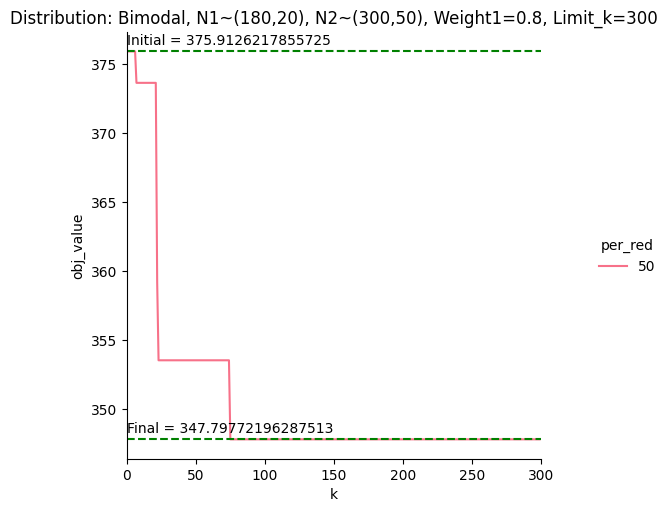 Distribution: Bimodal, N1~(180,20), N2~(300,50), Weight1=0.8, Limit_k=300
Initial = 375.9126217855725
375
370
365
360
355
350
obj_value
Final = 347.79772196287513
0 50 100 150 200 250 300
k
per_red
50